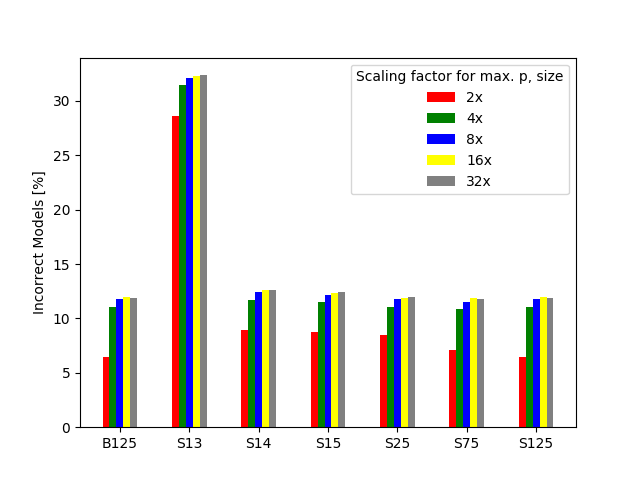 Scaling factor for max. p, size
2x
4x
8x
16x
32x
Incorrect Models [%]
30
25
20
15
10
5
0
B125 S13 S14 S15 S25 S75 S125